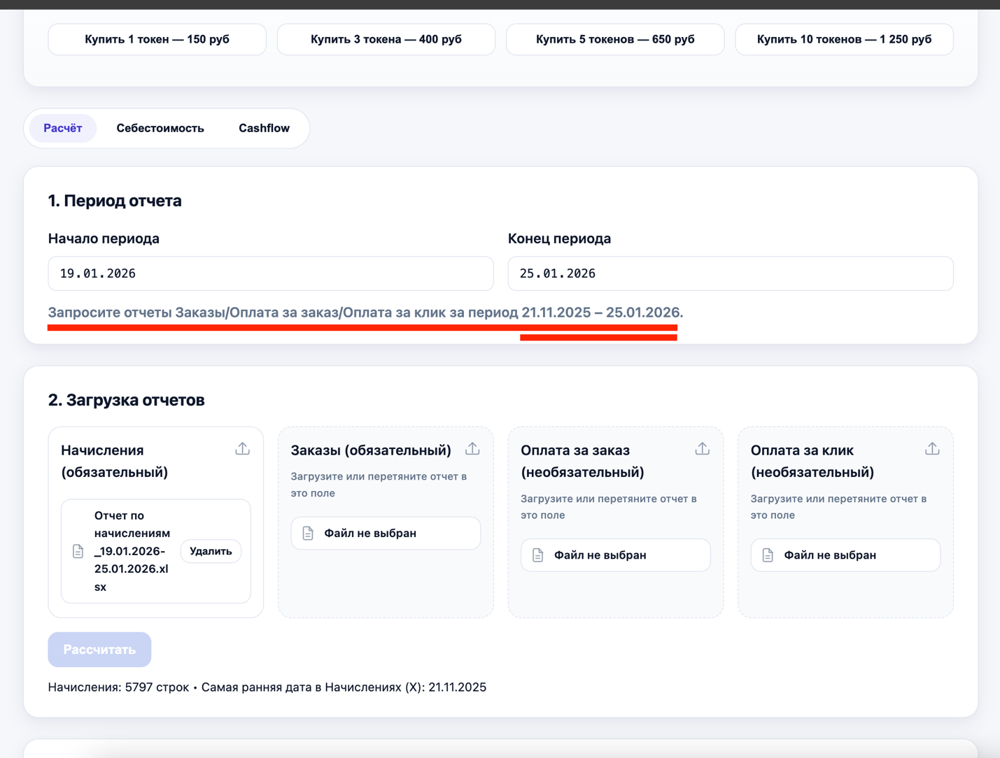 Купить 1 токен — 150 руб
Купить 3 токена — 400 руб
Купить 5 токенов — 650 руб
Купить 10 токенов — 1 250 руб
Расчёт
Себестоимость
Cashflow
1. Период отчета
Начало периода
Конец периода
19.01.2026
25.01.2026
Запросите отчеты Заказы/Оплата за заказ/Оплата за клик за период 21.11.2025 – 25.01.2026.
2. Загрузка отчетов
Начисления
(обязательный)
Отчет по
начислениям
_19.01.2026-
25.01.2026.xl
sx
Удалить
Заказы (обязательный)
Загрузите или перетяните отчет в
это поле
Файл не выбран
Оплата за заказ
(необязательный)
Загрузите или перетяните отчет в
это поле
Файл не выбран
Оплата за клик
(необязательный)
Загрузите или перетяните отчет в
это поле
Файл не выбран
Рассчитать
Начисления: 5797 строк • Самая ранняя дата в Начислениях (X): 21.11.2025